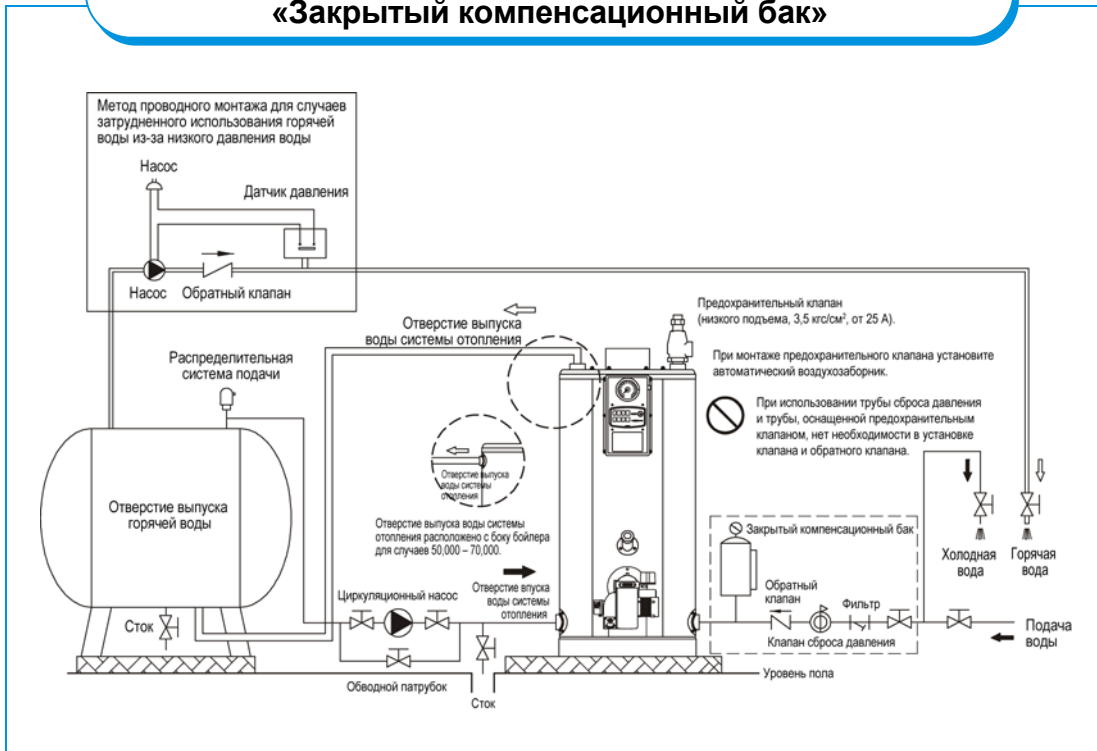 «Закрытый компенсационный бак»
Метод проводного монтажа для случаев
затрудненного использования горячей
воды из-за низкого давления воды
Насос
Датчик давления
Насос
Обратный клапан
Отверстие выпуска
воды системы отопления
Предохранительный клапан
(низкого подъема, 3,5 кгс/см², от 25 А).
При монтаже предохранительного клапана установите
автоматический воздухозаборник.
При использовании трубы сброса давления
и трубы, оснащенной предохранительным
клапаном, нет необходимости в установке
клапана и обратного клапана.
Распределительная
система подачи
Отверстие выпуска
воды системы
отопления
Отверстие выпуска
горячей воды
Отверстие выпуска воды системы
отопления расположено с боку бойлера
для случаев 50,000 – 70,000.
Закрытый компенсационный бак
Холодная
вода
Горячая
вода
Циркуляционный насос
Отверстие впуска
воды системы
отопления
Обратный
клапан
Фильтр
Сток
Клапан сброса давления
Подача
воды
Обводной патрубок
Сток
Уровень пола